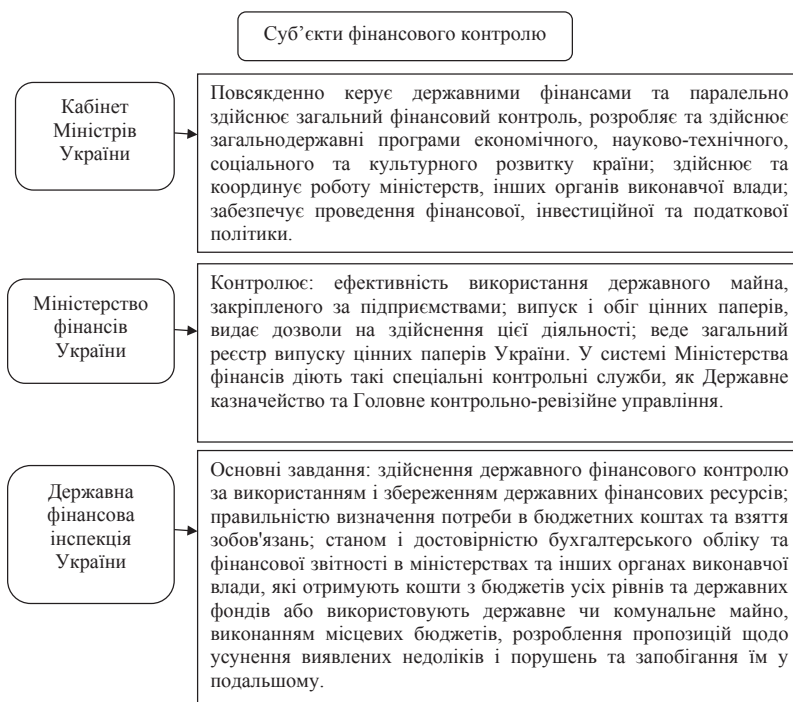 Суб’єкти фінансового контролю
Кабінет
Міністрів
України
Повсякденно керує державними фінансами та паралельно
здійснює загальний фінансовий контроль, розробляє та здійснює
загальнодержавні програми економічного, науково-технічного,
соціального та культурного розвитку країни; здійснює та
координує роботу міністерств, інших органів виконавчої влади;
забезпечує проведення фінансової, інвестиційної та податкової
політики.
Міністерство
фінансів
України
Контролює: ефективність використання державного майна,
закріпленого за підприємствами; випуск і обіг цінних паперів,
видає дозволи на здійснення цієї діяльності; веде загальний
реєстр випуску цінних паперів України. У системі Міністерства
фінансів діють такі спеціальні контрольні служби, як Державне
казначейство та Головне контрольно-ревізійне управління.
Державна
фінансова
інспекція
України
Основні завдання: здійснення державного фінансового контролю
за використанням і збереженням державних фінансових ресурсів;
правильністю визначення потреби в бюджетних коштах та взяття
зобов'язань; станом і достовірністю бухгалтерського обліку та
фінансової звітності в міністерствах та інших органах виконавчої
влади, які отримують кошти з бюджетів усіх рівнів та державних
фондів або використовують державне чи комунальне майно,
виконанням місцевих бюджетів, розроблення пропозицій щодо
усунення виявлених недоліків і порушень та запобігання їм у
подальшому.